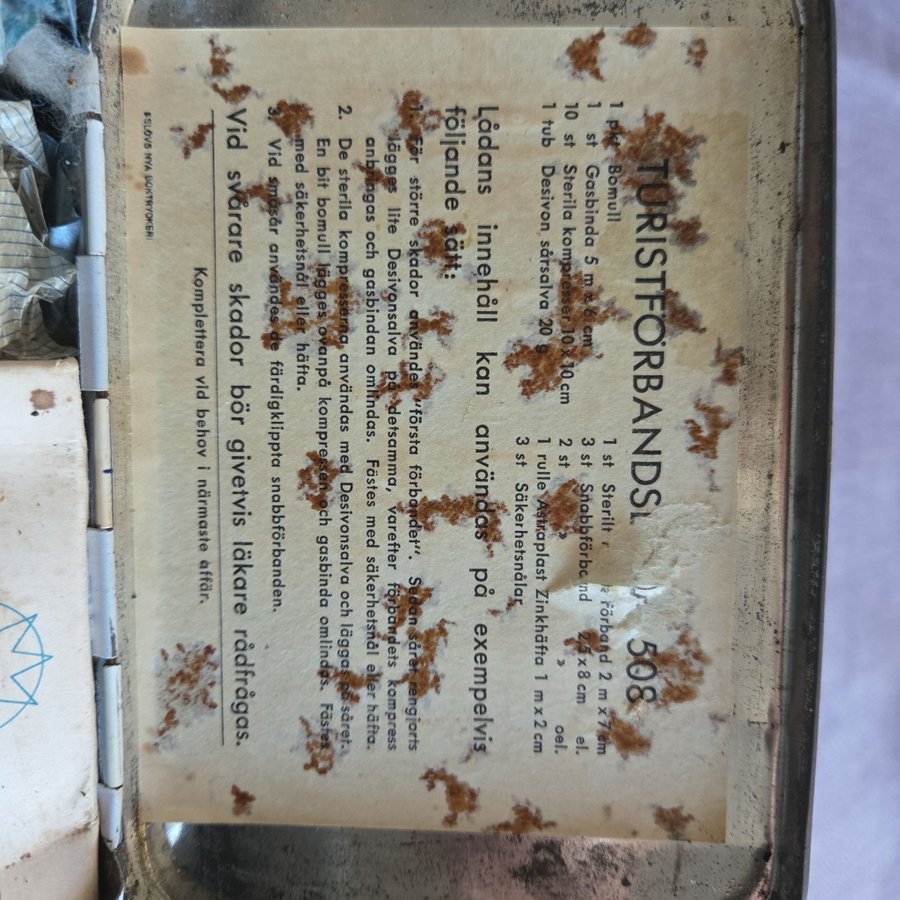 TURISTFÖRBANDSL 508
1 pkt Bomull
1 st Gasbinda 5 m x 6 cm
10 st Sterila kompresser 10 x 10 cm
1 tub Desivon sårsalva 20 g
1 st Sterilt förband 2 m x 7 cm
3 st Snabbförband 2,5 x 8 cm el.
2 st » » oel.
1 rulle Astraplast Zinkhäfta 1 m x 2 cm
3 st Säkerhetsnålar
Lådans innehåll kan användas på exempelvis
följande sätt:
1. För större skador användes "första förbandet". Sedan såret rengjorts
lägges lite Desivonsalva på detsamma, varefter förbandets kompress
anbringas och gasbindan omlindas. Fästes med säkerhetsnål eller häfta.
2. De sterila kompresserna användas med Desivonsalva och läggas på såret.
En bit bomull lägges ovanpå kompressen och gasbinda omlindas. Fästes
med säkerhetsnål eller häfta.
3. Vid småsår användes de färdigklippta snabbförbanden.
Vid svårare skador bör givetvis läkare rådfrågas.
Komplettera vid behov i närmaste affär.
ESLÖVS NYA BOKTRYCKERI